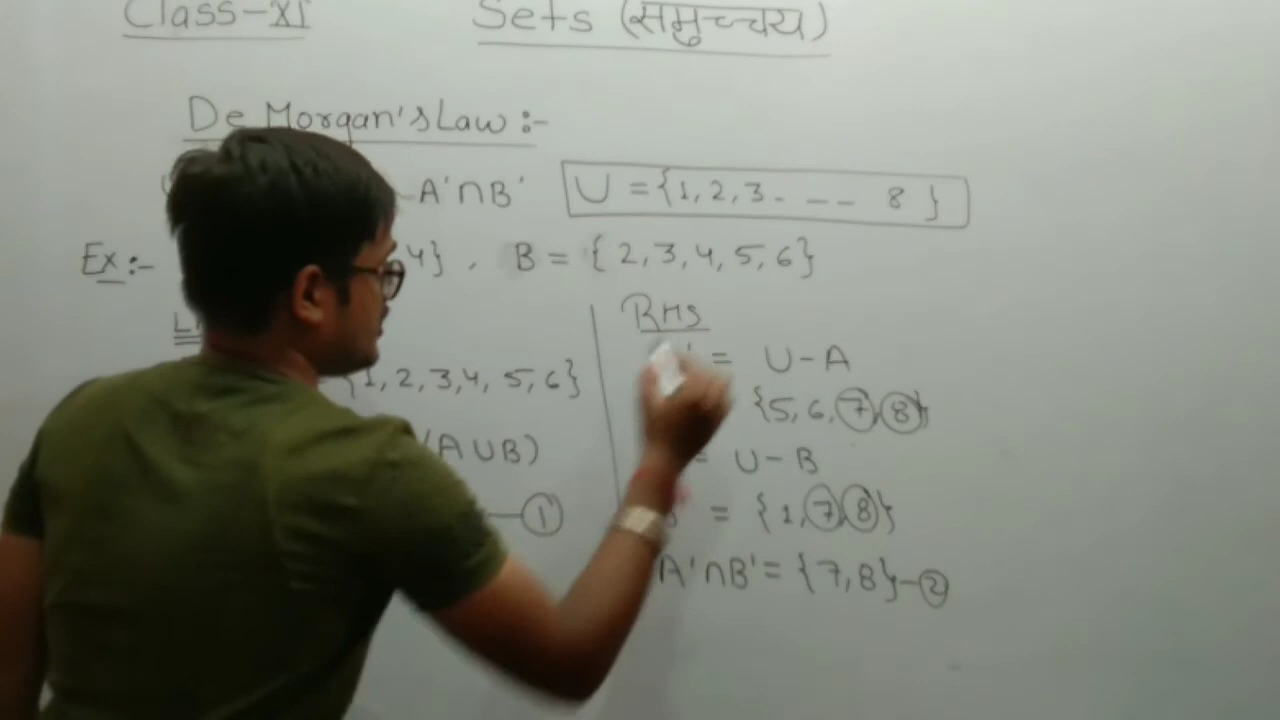 Class-XI Sets (समुच्चय)
De Morgan's Law :-
A'∩B' U = {1, 2, 3 - - - 8 }
Ex :- 4} , B = { 2, 3, 4, 5, 6}
RHS
= U - A
{1, 2, 3, 4, 5, 6}
{5, 6, 7, 8}
(A∪B)
= U - B
— 1
= {1, 7, 8}
A'∩B' = {7, 8} — 2